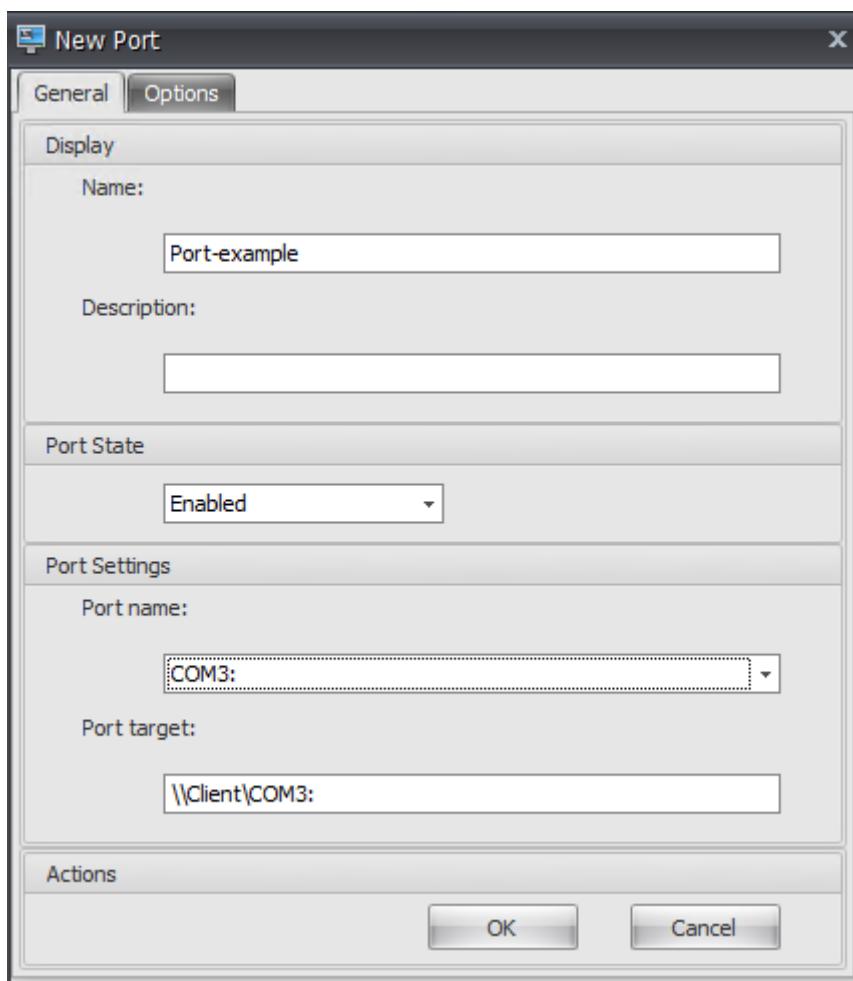 New Port
General Options
Display
Name:
Port-example
Description:
Port State
Enabled
Port Settings
Port name:
COM3:
Port target:
\\Client\COM3:
Actions
OK Cancel